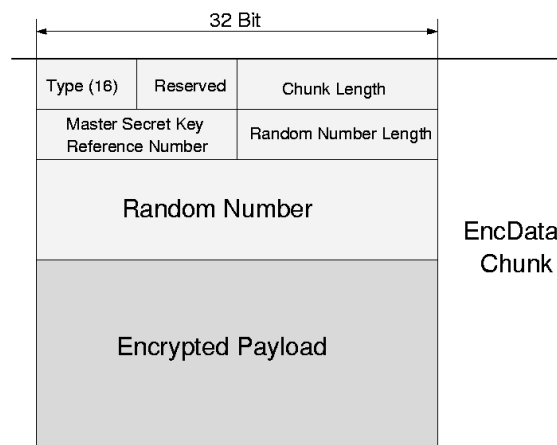 32 Bit
Type (16) Reserved Chunk Length
Master Secret Key
Reference Number
Random Number Length
Random Number
EncData
Chunk
Encrypted Payload